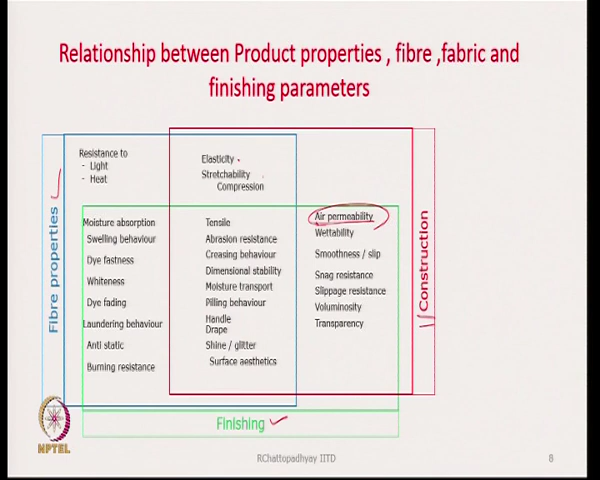 Relationship between Product properties , fibre ,fabric and
finishing parameters
Fibre properties
Resistance to
- Light
- Heat
Moisture absorption
Swelling behaviour
Dye fastness
Whiteness
Dye fading
Laundering behaviour
Anti static
Burning resistance
Elasticity
Stretchability
Compression
Tensile
Abrasion resistance
Creasing behaviour
Dimensional stability
Moisture transport
Pilling behaviour
Handle
Drape
Shine / glitter
Surface aesthetics
Air permeability
Wettability
Smoothness / slip
Snag resistance
Slippage resistance
Voluminosity
Transparency
Construction
Finishing
NPTEL
RChattopadhyay IITD
8